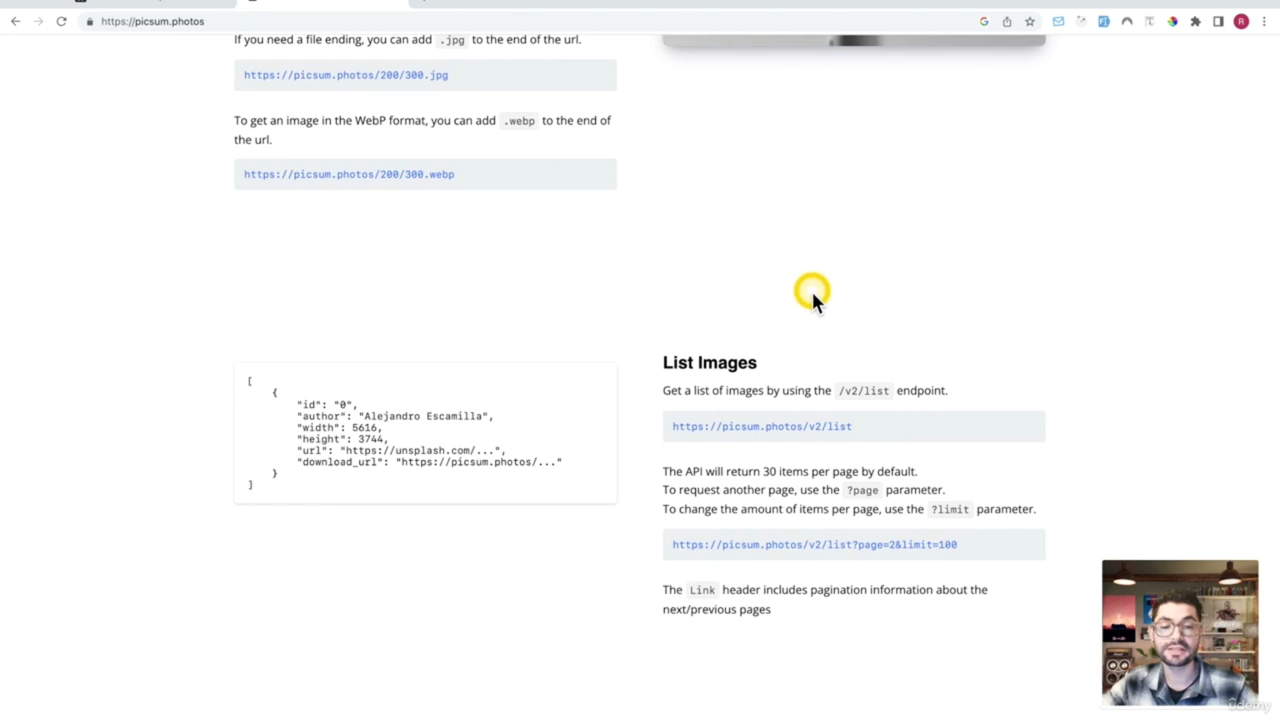 https://picsum.photos
R
If you need a file ending, you can add .jpg to the end of the url.
https://picsum.photos/200/300.jpg
To get an image in the WebP format, you can add .webp to the end of
the url.
https://picsum.photos/200/300.webp
[
{
"id": "0",
"author": "Alejandro Escamilla",
"width": 5616,
"height": 3744,
"url": "https://unsplash.com/...",
"download_url": "https://picsum.photos/..."
}
]
List Images
Get a list of images by using the /v2/list endpoint.
https://picsum.photos/v2/list
The API will return 30 items per page by default.
To request another page, use the ?page parameter.
To change the amount of items per page, use the ?limit parameter.
https://picsum.photos/v2/list?page=2&limit=100
The Link header includes pagination information about the
next/previous pages
ûdemy